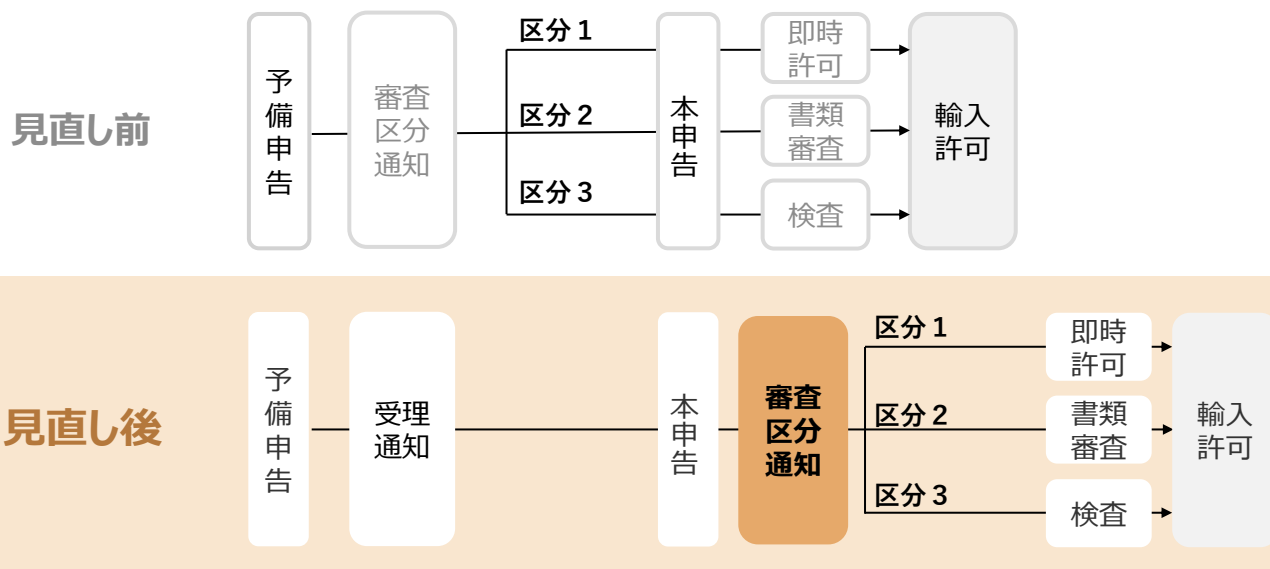 見直し前
予備申告
審査
区分
通知
区分1
区分2
区分3
本申告
即時
許可
書類
審査
検査
輸入
許可
見直し後
予備申告
受理
通知
本申告
審査
区分
通知
区分1
区分2
区分3
即時
許可
書類
審査
検査
輸入
許可